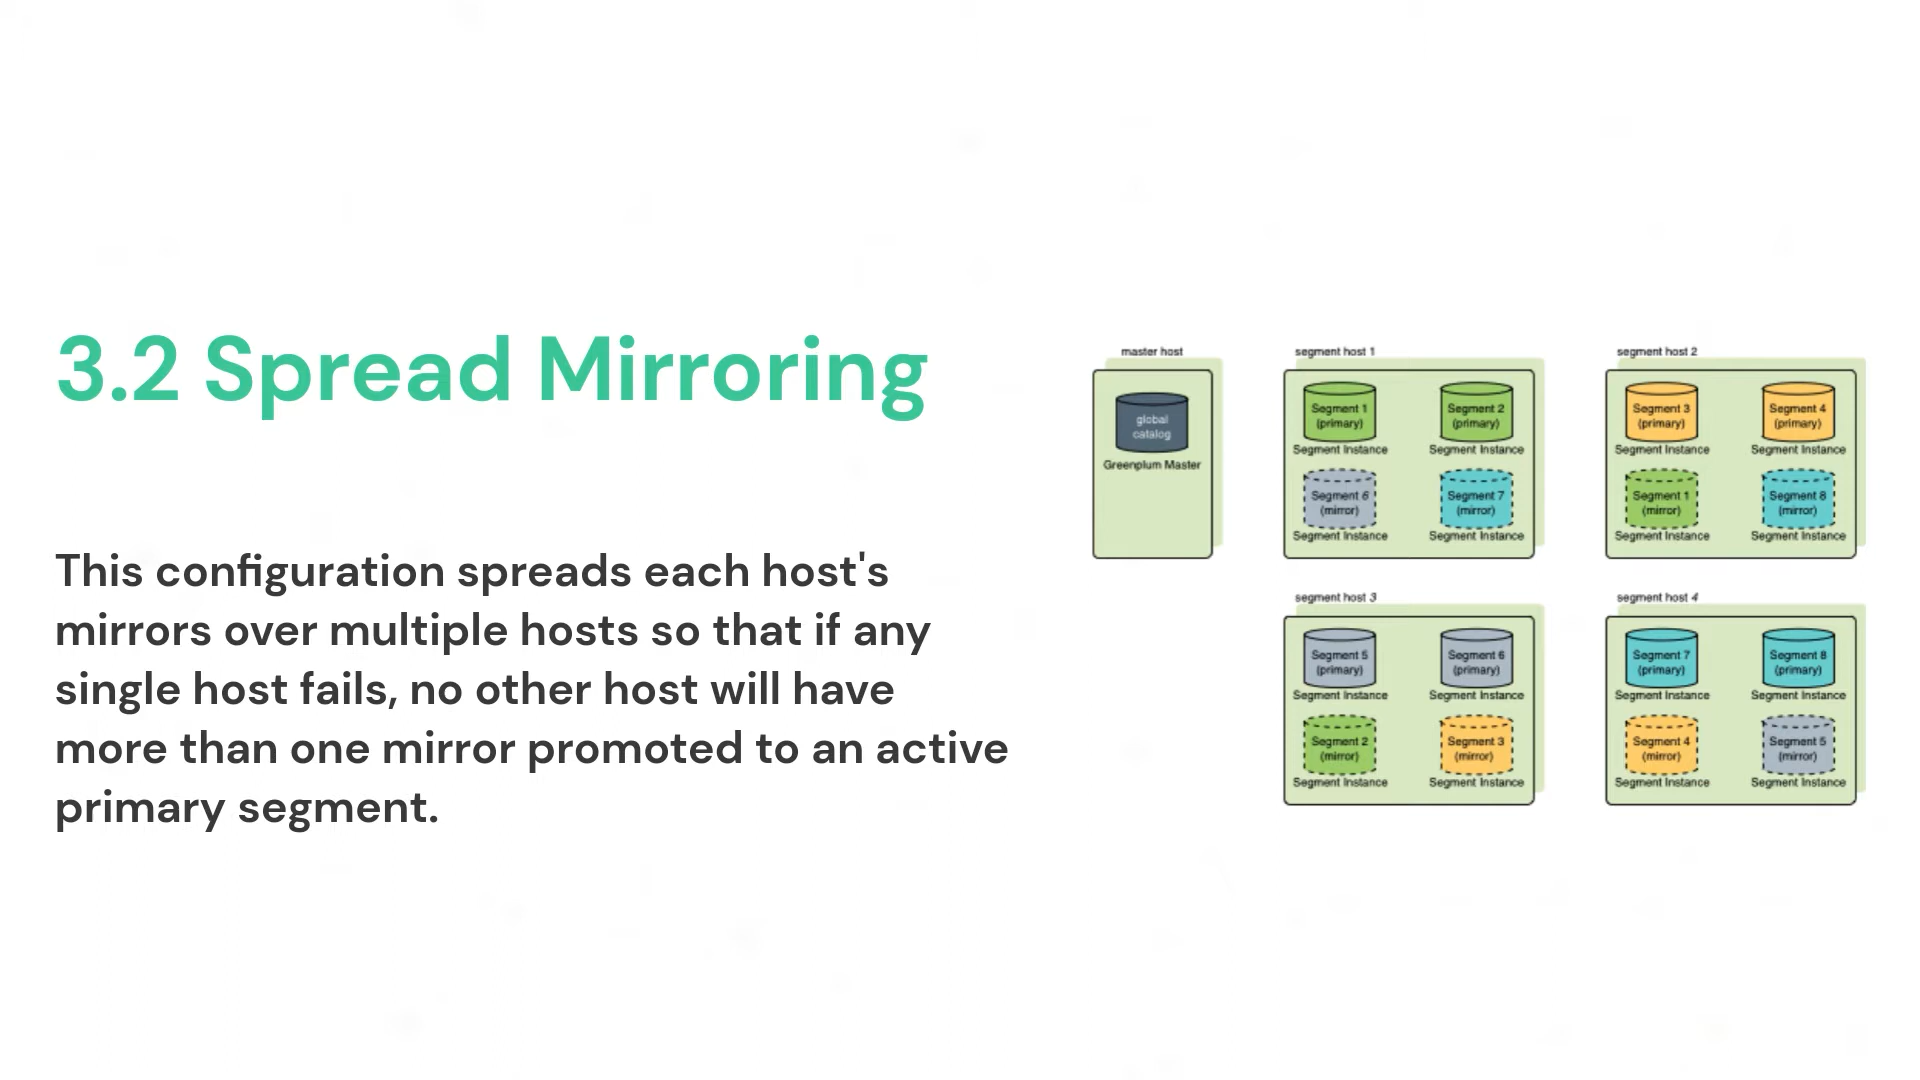 3.2 Spread Mirroring
This configuration spreads each host's
mirrors over multiple hosts so that if any
single host fails, no other host will have
more than one mirror promoted to an active
primary segment.
master host
global
catalog
Greenplum Master
segment host 1
Segment 1
(primary)
Segment Instance
Segment 2
(primary)
Segment Instance
Segment 6
(mirror)
Segment Instance
Segment 7
(mirror)
Segment Instance
segment host 2
Segment 3
(primary)
Segment Instance
Segment 4
(primary)
Segment Instance
Segment 1
(mirror)
Segment Instance
Segment 8
(mirror)
Segment Instance
segment host 3
Segment 5
(primary)
Segment Instance
Segment 6
(primary)
Segment Instance
Segment 2
(mirror)
Segment Instance
Segment 3
(mirror)
Segment Instance
segment host 4
Segment 7
(primary)
Segment Instance
Segment 8
(primary)
Segment Instance
Segment 4
(mirror)
Segment Instance
Segment 5
(mirror)
Segment Instance